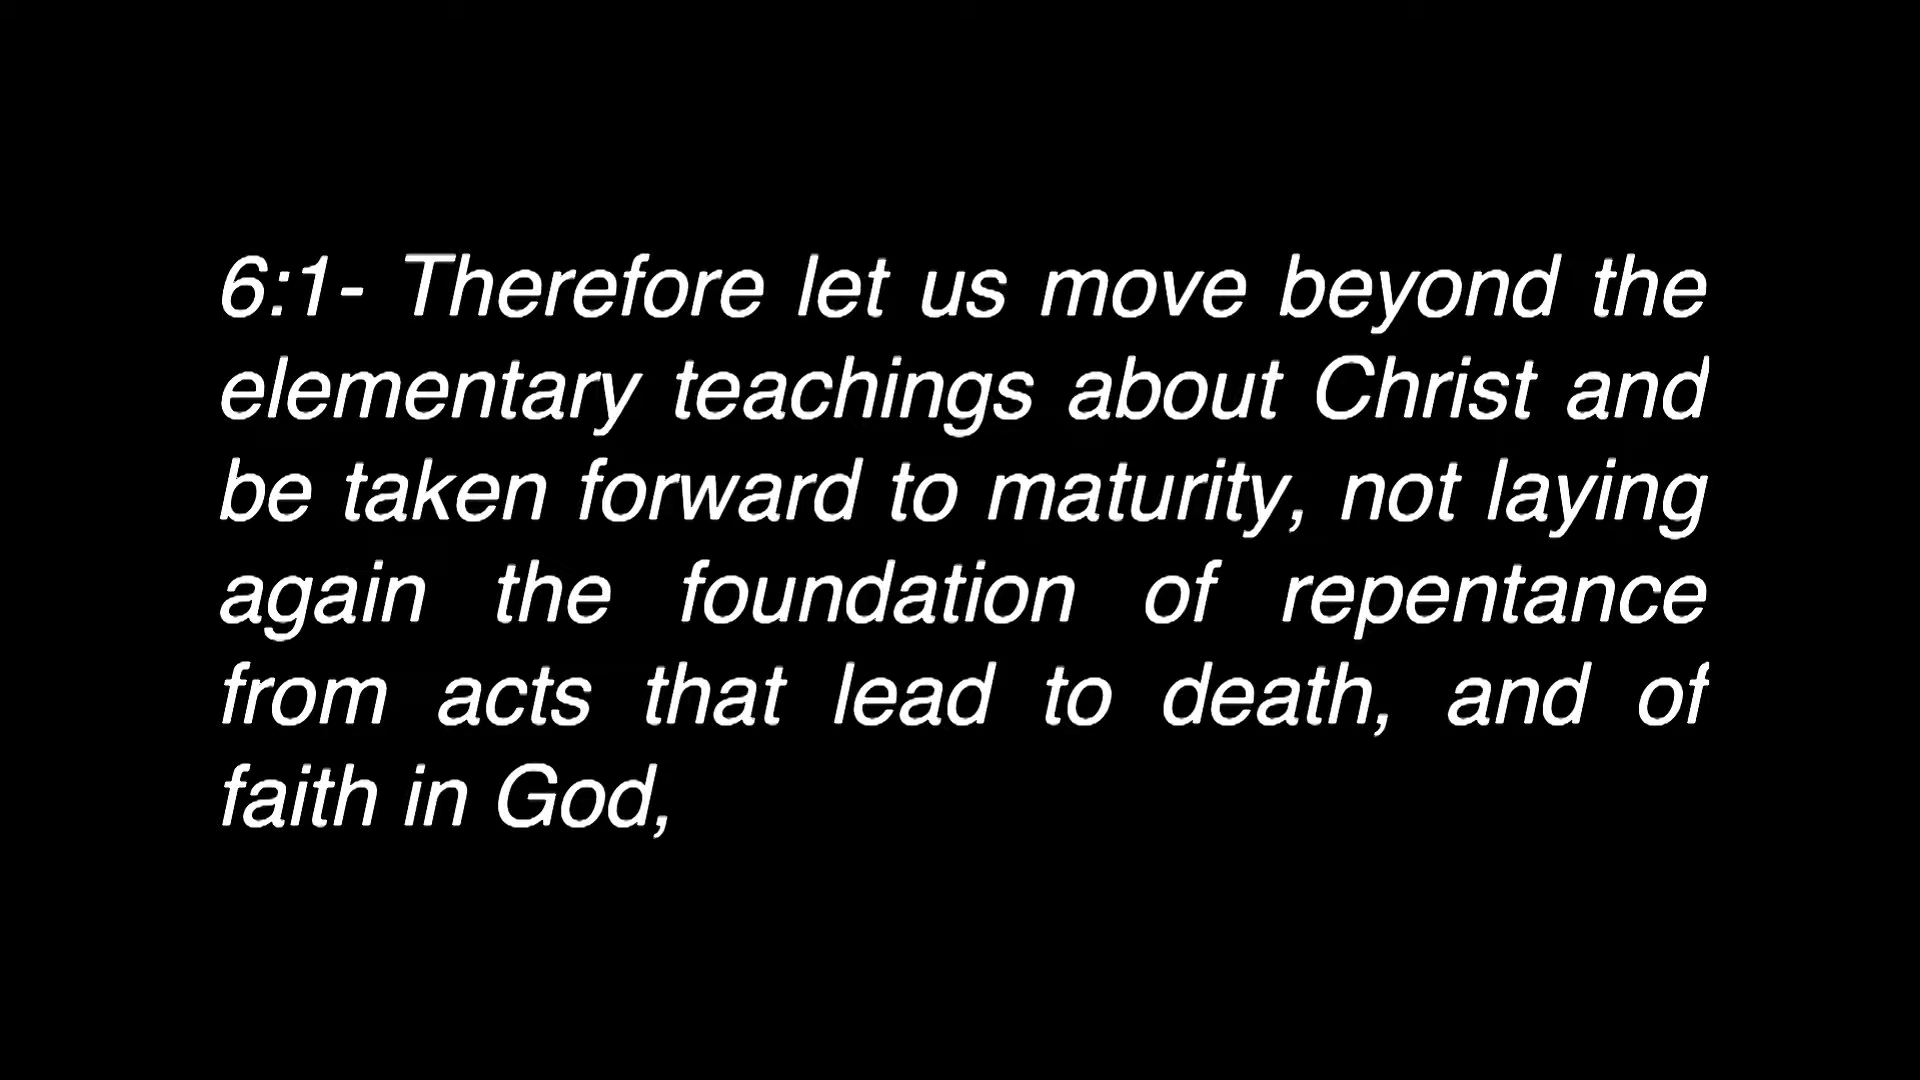 6:1- Therefore let us move beyond the
elementary teachings about Christ and
be taken forward to maturity, not laying
again the foundation of repentance
from acts that lead to death, and of
faith in God,